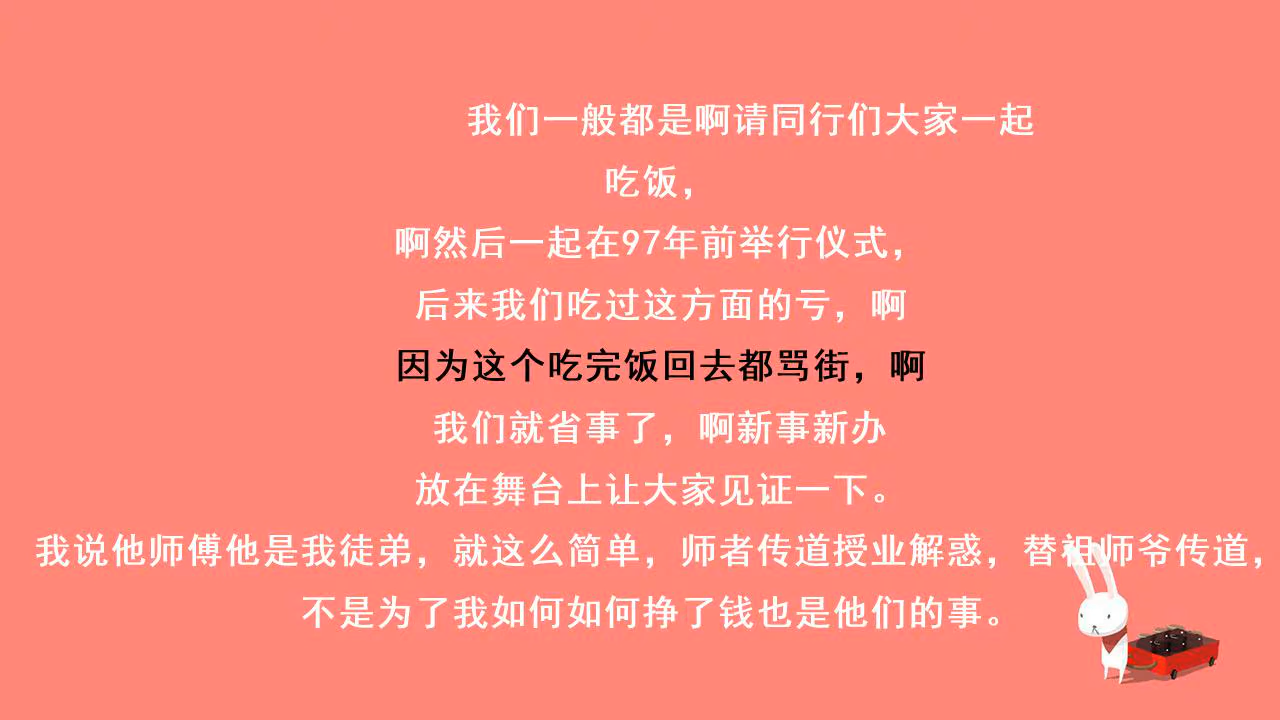 我们一般都是啊请同行们大家一起
吃饭，
啊然后一起在97年前举行仪式，
后来我们吃过这方面的亏，啊
因为这个吃完饭回去都骂街，啊
我们就省事了，啊新事新办
放在舞台上让大家见证一下。
我说他师傅他是我徒弟，就这么简单，师者传道授业解惑，替祖师爷传道，
不是为了我如何如何挣了钱也是他们的事。